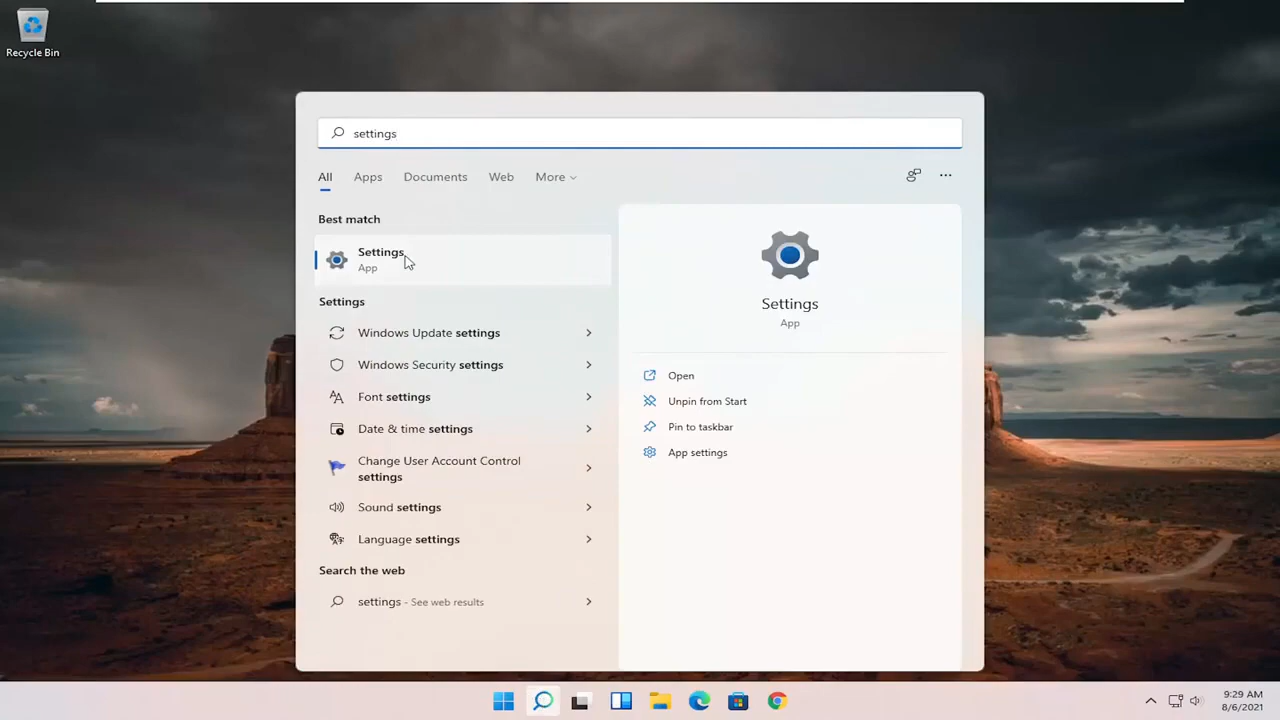 Recycle Bin
settings
All Apps Documents Web More
Best match
Settings
App
Settings
Windows Update settings
Windows Security settings
Font settings
Date & time settings
Change User Account Control
settings
Sound settings
Language settings
Search the web
settings - See web results
Settings
App
Open
Unpin from Start
Pin to taskbar
App settings
9:29 AM
8/6/2021